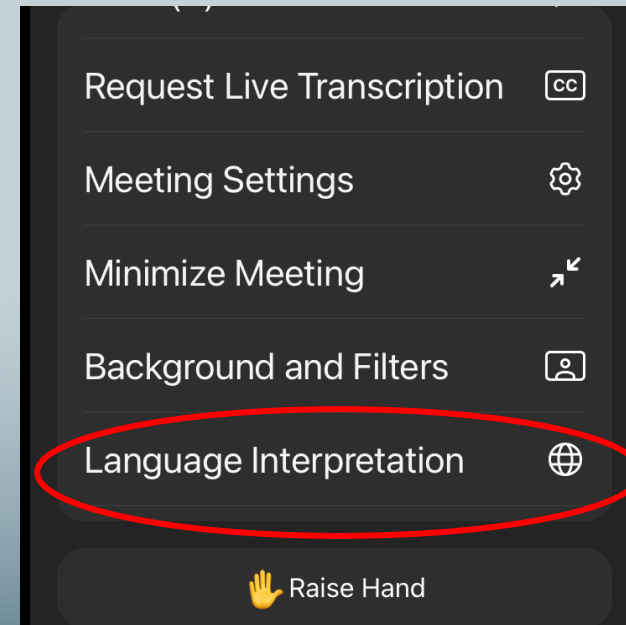 Request Live Transcription CC
Meeting Settings
Minimize Meeting
Background and Filters
Language Interpretation
Raise Hand